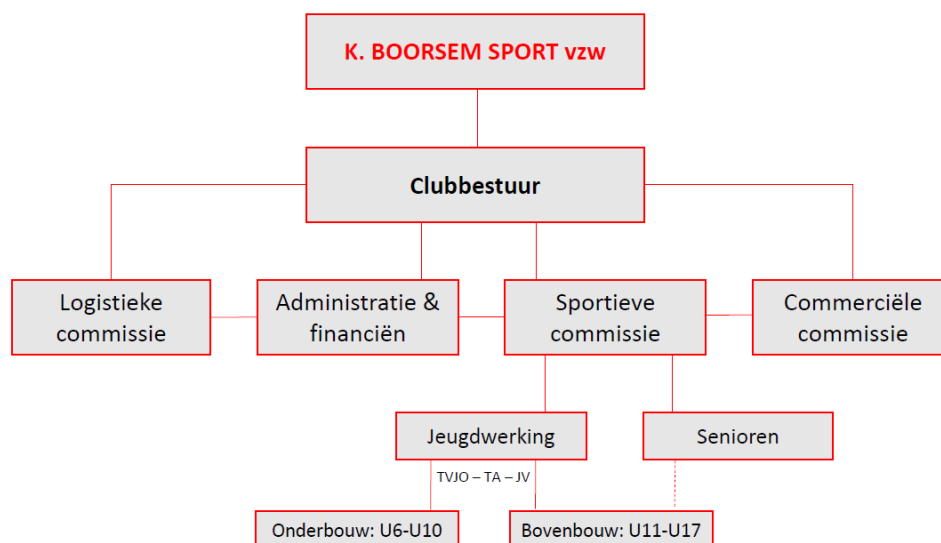 K. BOORSEM SPORT vzw
Clubbestuur
Logistieke
commissie
Administratie &
financiën
Sportieve
commissie
Commerciële
commissie
Jeugdwerking
Senioren
TVJO – TA – JV
Onderbouw: U6-U10
Bovenbouw: U11-U17